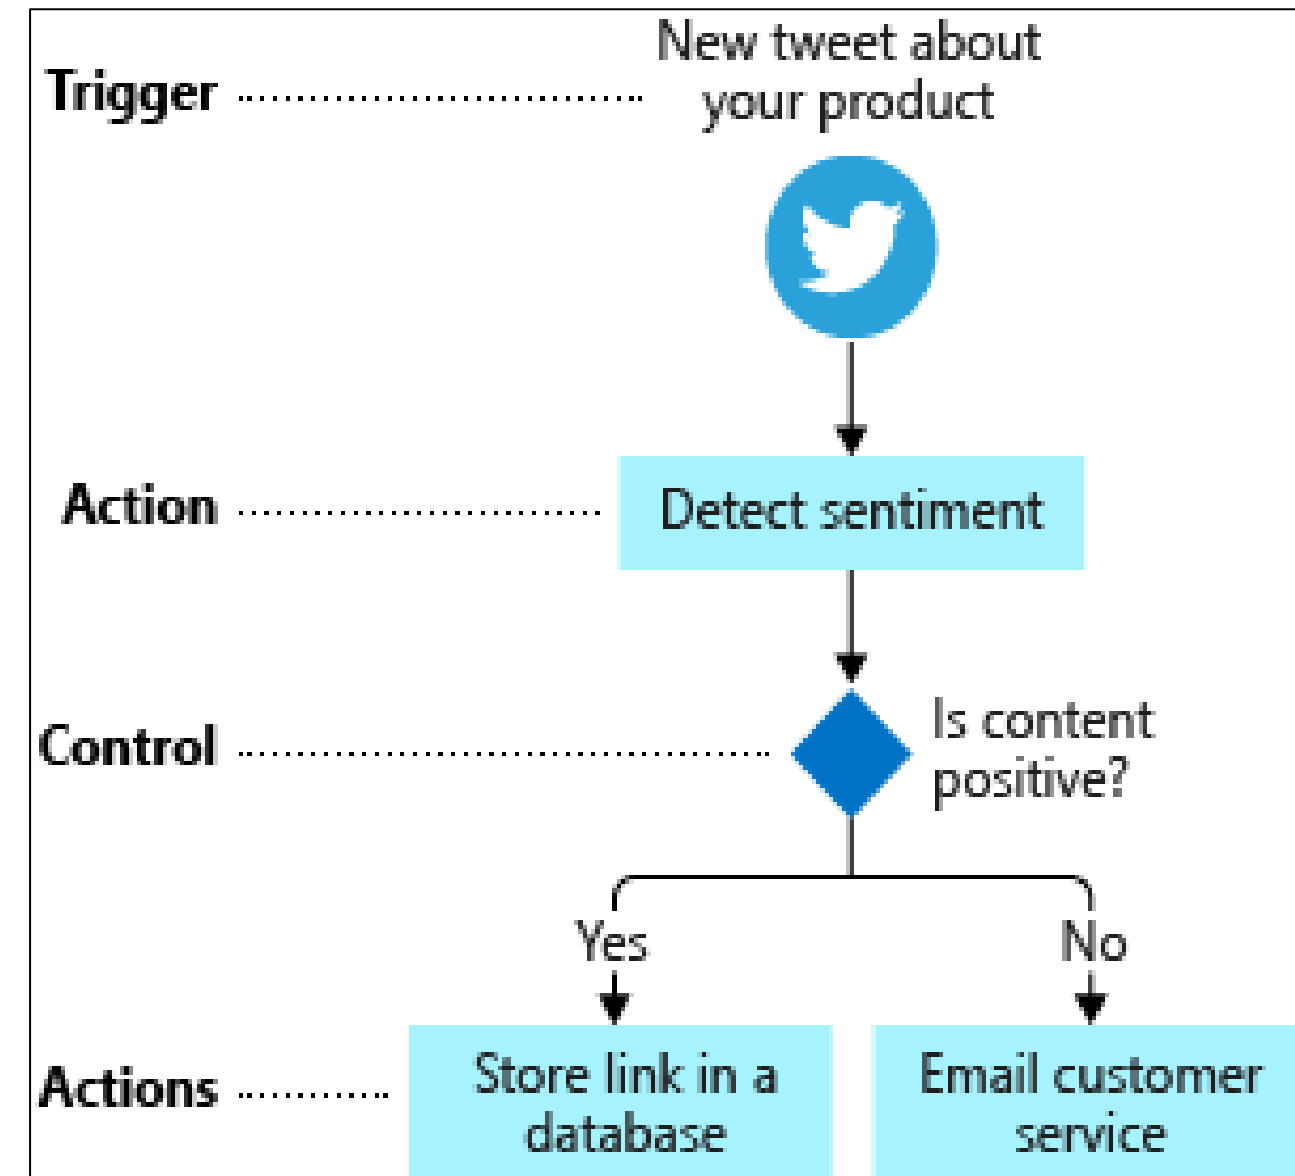 New tweet about
Trigger
your product
Action
Detect sentiment
Is content
Control
positive?
Yes
No
Actions
Store link in a
database
Email customer
service